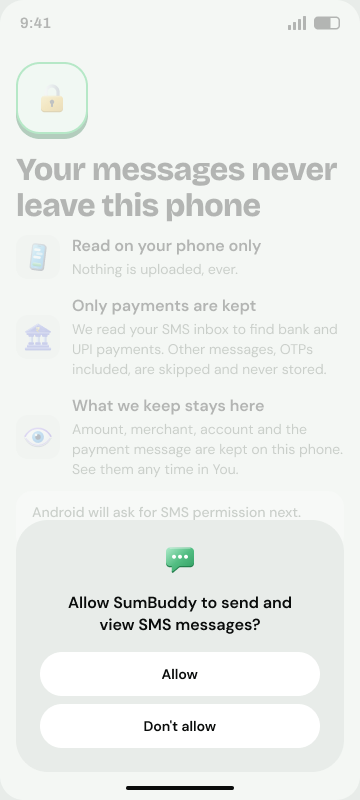 9:41
Your messages never
leave this phone
Read on your phone only
Nothing is uploaded, ever.
Only payments are kept
We read your SMS inbox to find bank and
UPI payments. Other messages, OTPs
included, are skipped and never stored.
What we keep stays here
Amount, merchant, account and the
payment message are kept on this phone.
See them any time in You.
Android will ask for SMS permission next.
Allow SumBuddy to send and
view SMS messages?
Allow
Don't allow